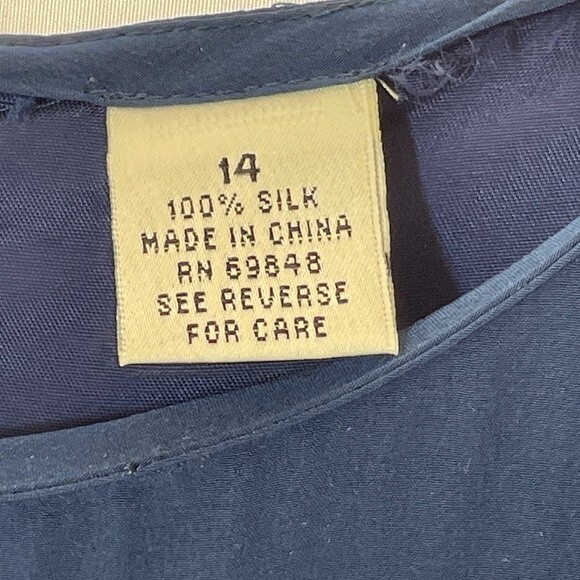 14
100% SILK
MADE IN CHINA
RN 69848
SEE REVERSE
FOR CARE